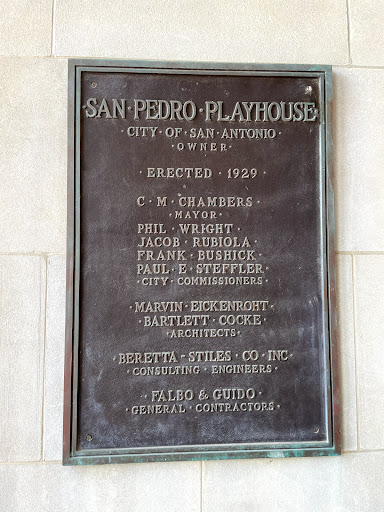 ·SAN·PEDRO·PLAYHOUSE·
·CITY·OF·SAN·ANTONIO·
·OWNER·
·ERECTED·1929·
C·M·CHAMBERS·
·MAYOR·
PHIL·WRIGHT·
JACOB·RUBIOLA·
FRANK·BUSHICK·
PAUL·E·STEFFLER·
·CITY·COMMISSIONERS·
·MARVIN·EICKENROHT·
·BARTLETT·COCKE·
·ARCHITECTS·
·BERETTA-STILES·CO·INC·
·CONSULTING·ENGINEERS·
·FALBO·&·GUIDO·
·GENERAL·CONTRACTORS·